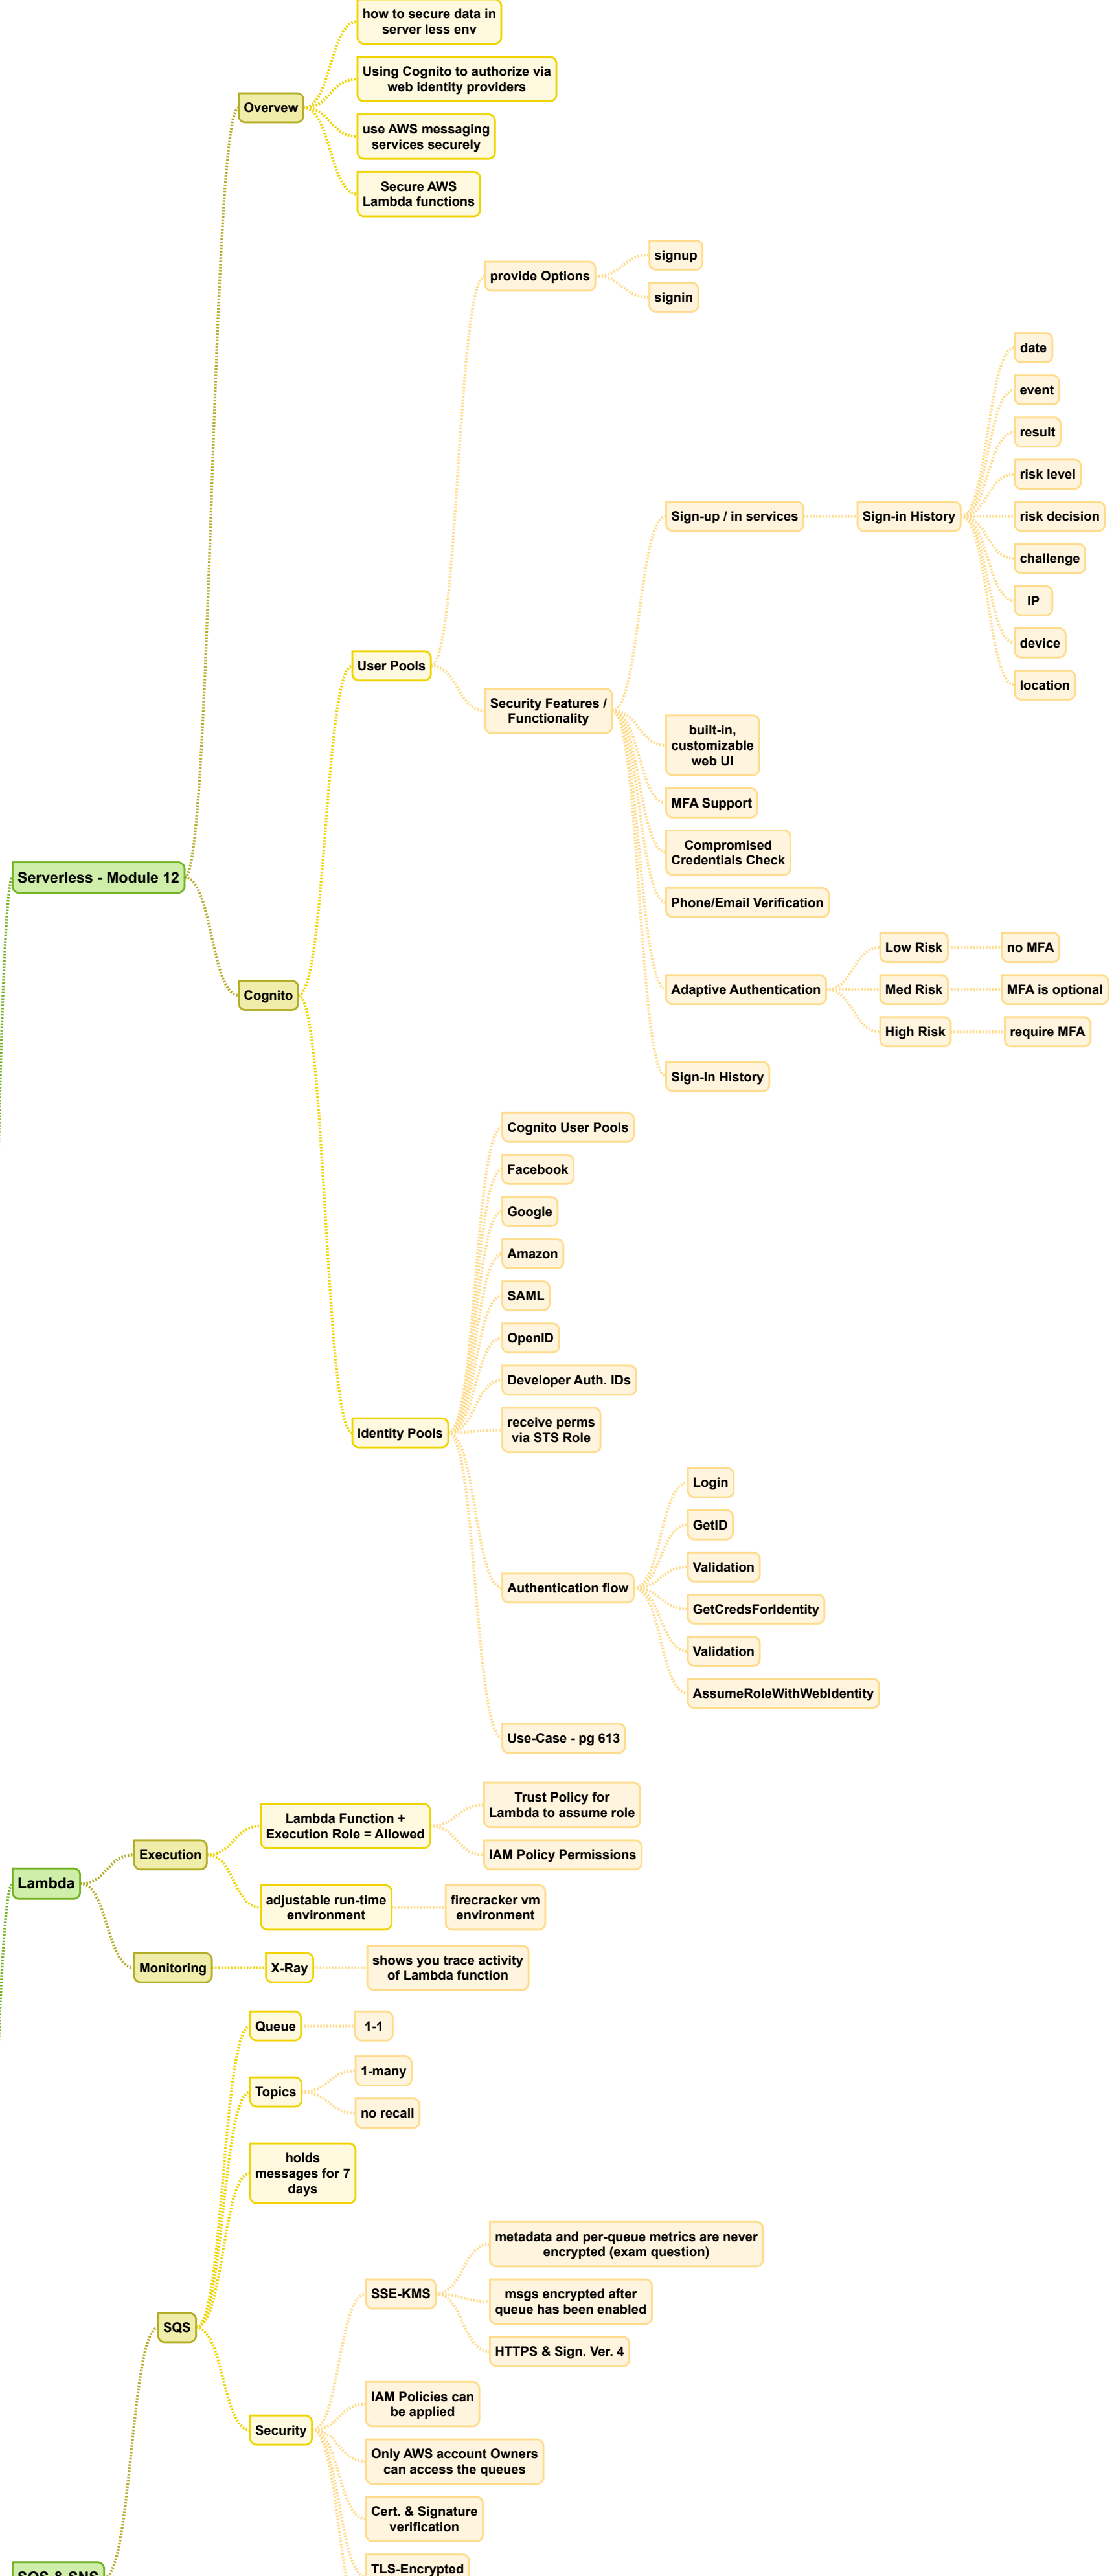 how to secure data in
server less env
Using Cognito to authorize via
web identity providers
Overvew
use AWS messaging
services securely
Secure AWS
Lambda functions
signup
provide Options
signin
date
event
result
risk level
Sign-up / in services
Sign-in History
risk decision
challenge
IP
device
User Pools
location
Security Features /
Functionality
built-in,
customizable
web UI
MFA Support
Compromised
Credentials Check
Serverless - Module 12
Phone/Email Verification
Low Risk
no MFA
Cognito
Adaptive Authentication
Med Risk
MFA is optional
High Risk
require MFA
Sign-In History
Cognito User Pools
Facebook
Google
Amazon
SAML
OpenID
Developer Auth. IDs
Identity Pools
receive perms
via STS Role
Login
GetID
Validation
Authentication flow
GetCredsForIdentity
Validation
AssumeRoleWithWebIdentity
Use-Case - pg 613
Trust Policy for
Lambda to assume role
Lambda Function +
Execution Role = Allowed
Execution
IAM Policy Permissions
Lambda
adjustable run-time
environment
firecracker vm
environment
Monitoring
X-Ray
shows you trace activity
of Lambda function
Queue
1-1
1-many
Topics
no recall
holds
messages for 7
days
metadata and per-queue metrics are never
encrypted (exam question)
SSE-KMS
msgs encrypted after
queue has been enabled
SQS
HTTPS & Sign. Ver. 4
IAM Policies can
be applied
Security
Only AWS account Owners
can access the queues
Cert. & Signature
verification
TLS-Encrypted
SQS & SNS